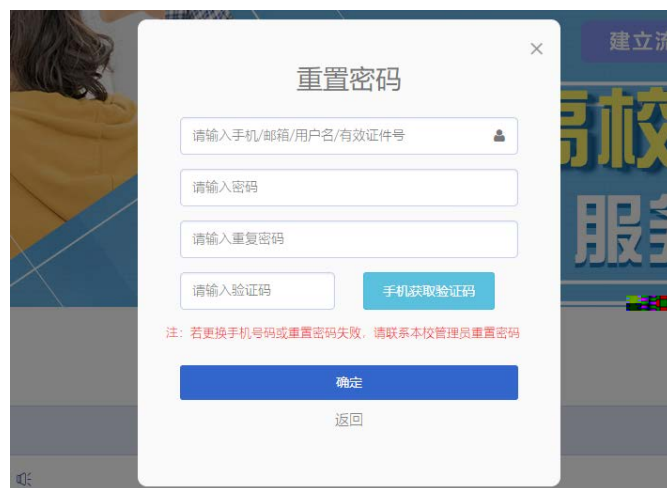 建立流
×
重置密码
高校
请输入手机/邮箱/用户名/有效证件号
请输入密码
服务
请输入重复密码
请输入验证码
手机获取验证码
注：若更换手机号码或重置密码失败，请联系本校管理员重置密码
确定
返回